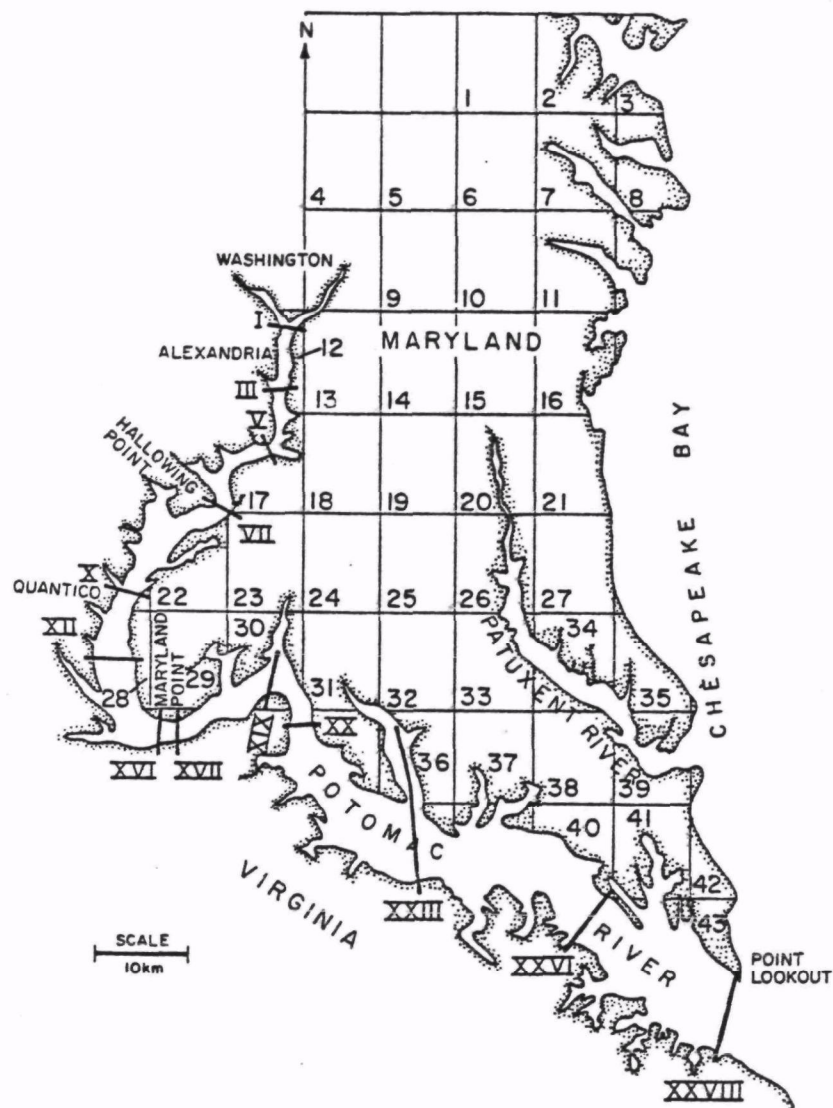 N
1 2 3
4 5 6 7 8
WASHINGTON
9 10 11
I
MARYLAND
ALEXANDRIA 12
III
13 14 15 16
V
HALLOWING
POINT
17 18 19 20 21
VII
X
QUANTICO
22 23 24 25 26 27
XII
30 34
28 MARYLAND
POINT 29
PATUXENT RIVER
CHESAPEAKE BAY
31 32 33 35
XIX XX
XVI XVII
36 37
POTOMAC
38 39
40 41
VIRGINIA
XXIII
42
43
SCALE
10km
XXVI
RIVER
POINT
LOOKOUT
XXVIII